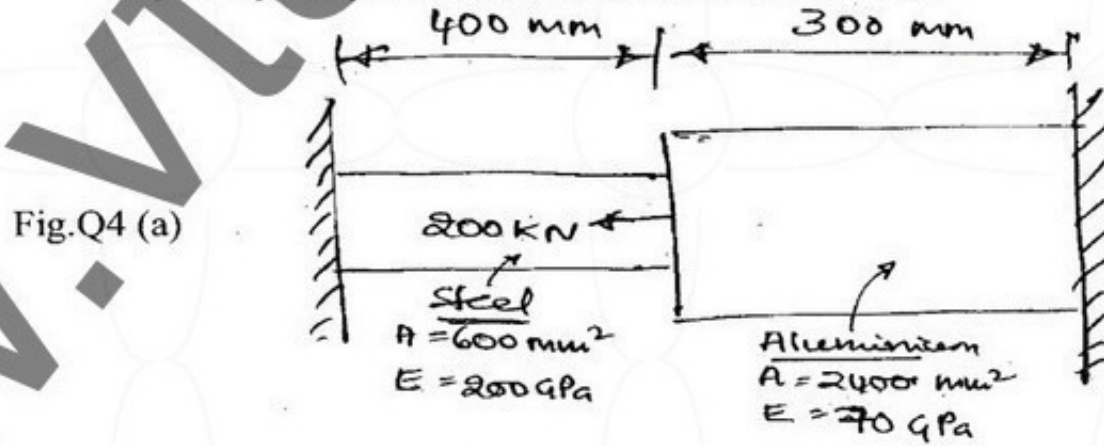 400 mm 300 mm
Fig.Q4 (a)
200 KN
Steel
A = 600 mm²
E = 200 GPa
Aluminium
A = 2400 mm²
E = 70 GPa